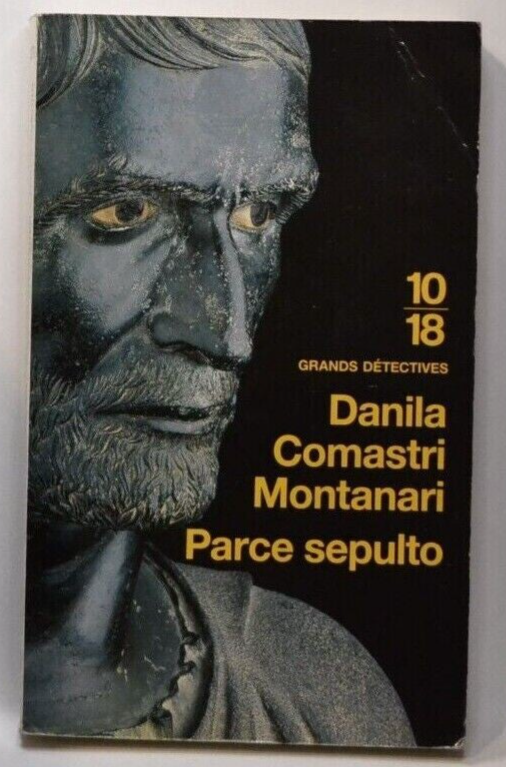 10
18
GRANDS DÉTECTIVES
Danila
Comastri
Montanari
Parce sepulto